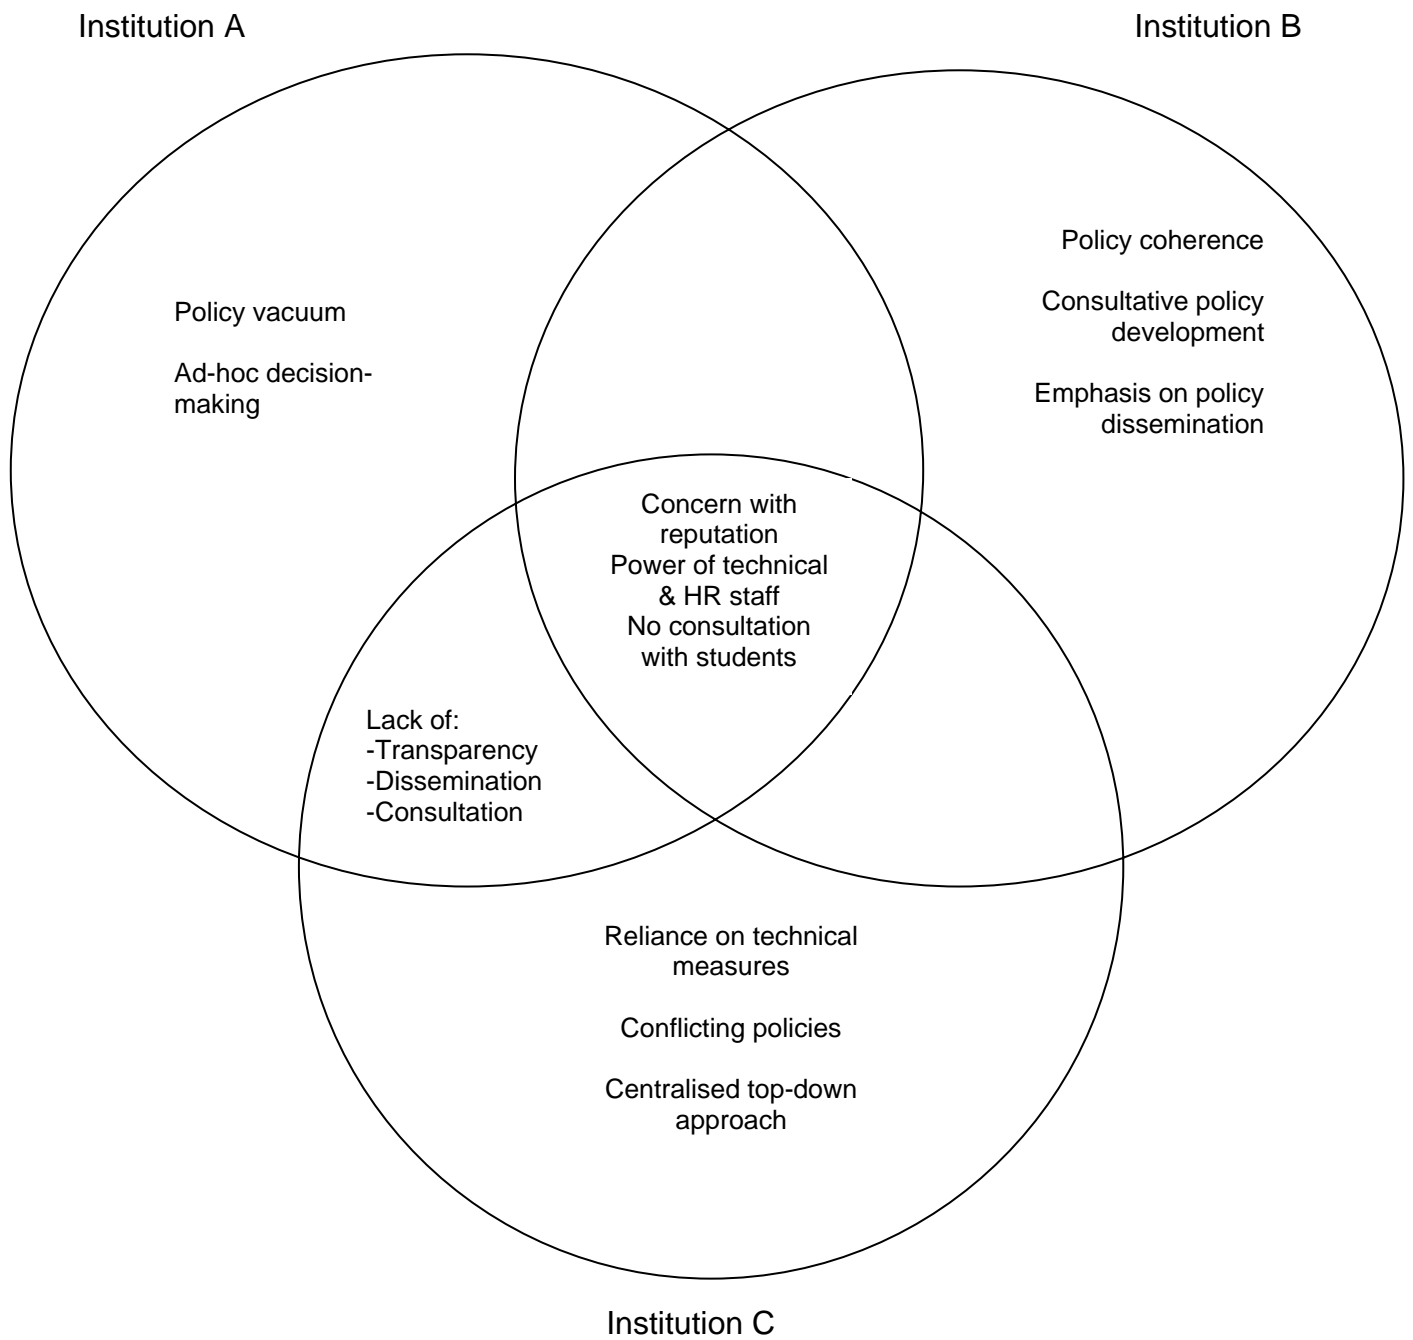 Institution A
Institution B
Policy vacuum
Ad-hoc decision-
making
Policy coherence
Consultative policy
development
Emphasis on policy
dissemination
Concern with
reputation
Power of technical
& HR staff
No consultation
with students
Lack of:
-Transparency
-Dissemination
-Consultation
Reliance on technical
measures
Conflicting policies
Centralised top-down
approach
Institution C